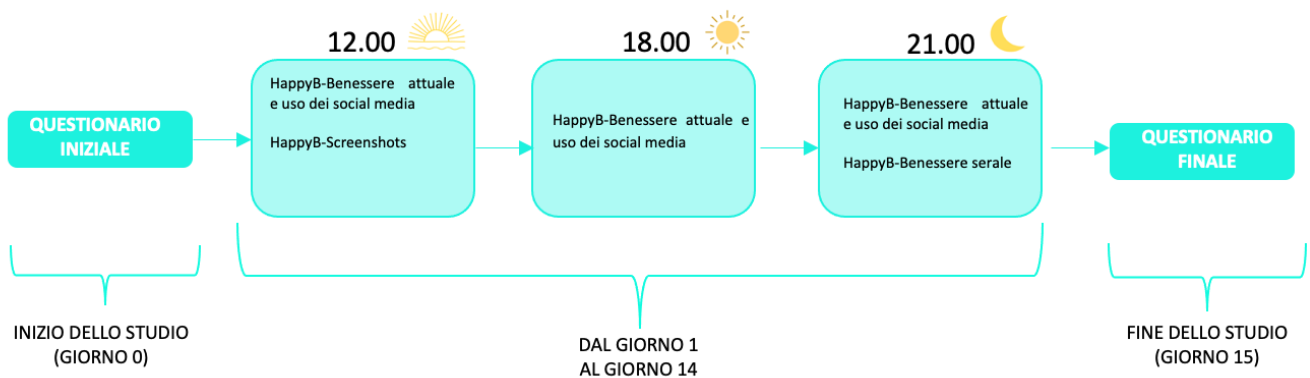 12.00
18.00
21.00
QUESTIONARIO
INIZIALE
HappyB-Benessere attuale
e uso dei social media
HappyB-Screenshots
HappyB-Benessere attuale e
uso dei social media
HappyB-Benessere attuale
e uso dei social media
HappyB-Benessere serale
QUESTIONARIO
FINALE
INIZIO DELLO STUDIO
(GIORNO 0)
DAL GIORNO 1
AL GIORNO 14
FINE DELLO STUDIO
(GIORNO 15)